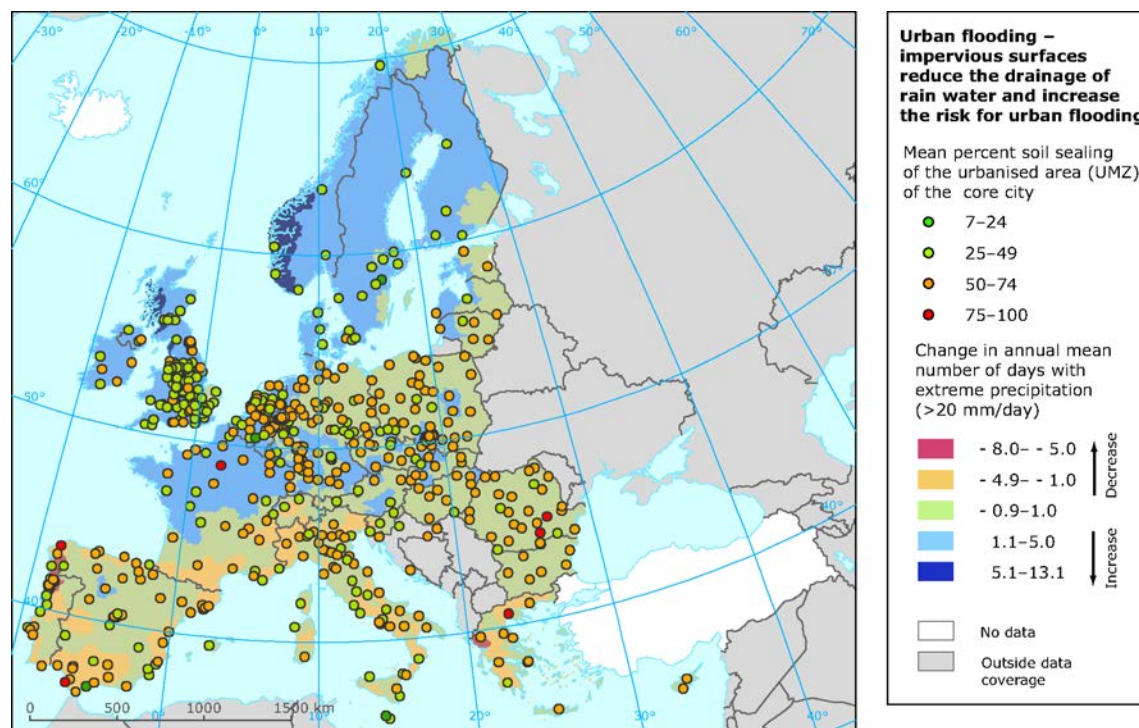 -30°
-20°
-10°
0°
10°
20°
30°
40°
50°
60°
70°
60°
50°
40°
60°
50°
40°
0°
10°
20°
30°
40°
0 500 1000 1500 km
Urban flooding –
impervious surfaces
reduce the drainage of
rain water and increase
the risk for urban flooding
Mean percent soil sealing
of the urbanised area (UMZ)
of the core city
7–24
25–49
50–74
75–100
Change in annual mean
number of days with
extreme precipitation
(>20 mm/day)
- 8.0– - 5.0
- 4.9– - 1.0
- 0.9–1.0
1.1–5.0
5.1–13.1
Decrease
Increase
No data
Outside data
coverage